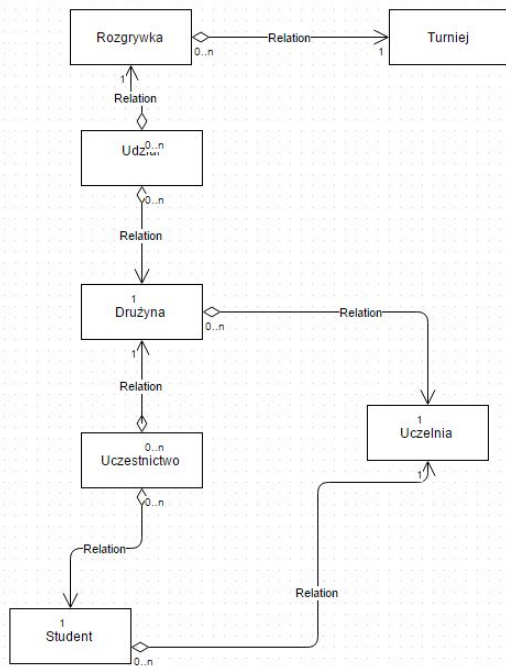 Rozgrywka
Relation
Turniej
0..n
1
1
Relation
0..n
0..n
Relation
1
Drużyna
Relation
0..n
1
Relation
1
Uczelnia
0..n
Uczestnictwo
1
0..n
Relation
Relation
1
Student
0..n